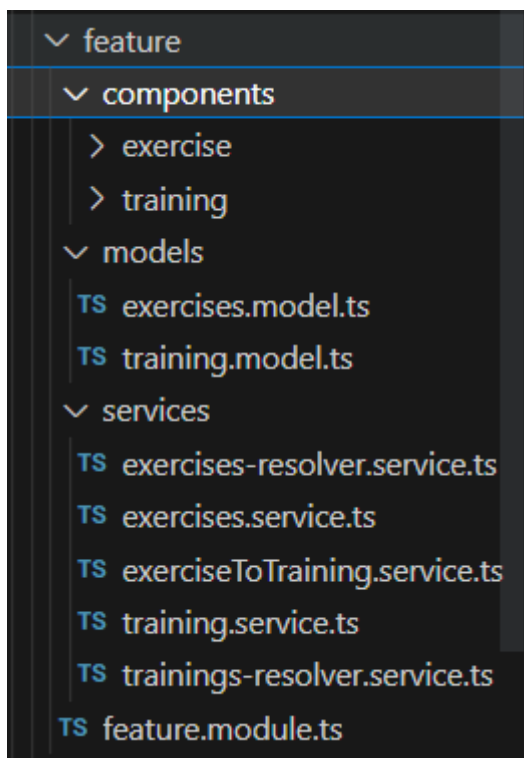 feature
components
exercise
training
models
TS exercises.model.ts
TS training.model.ts
services
TS exercises-resolver.service.ts
TS exercises.service.ts
TS exerciseToTraining.service.ts
TS training.service.ts
TS trainings-resolver.service.ts
TS feature.module.ts